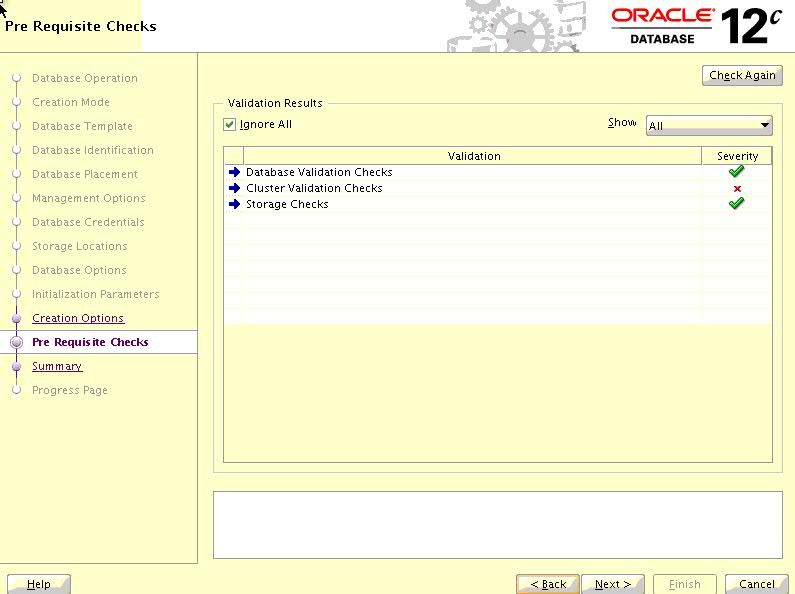 Pre Requisite Checks
ORACLE
DATABASE
12c
Database Operation
Creation Mode
Database Template
Database Identification
Database Placement
Management Options
Database Credentials
Storage Locations
Database Options
Initialization Parameters
Creation Options
Pre Requisite Checks
Summary
Progress Page
Check Again
Validation Results
Ignore All
Show All
Validation Severity
Database Validation Checks
Cluster Validation Checks
Storage Checks
Help < Back Next > Finish Cancel